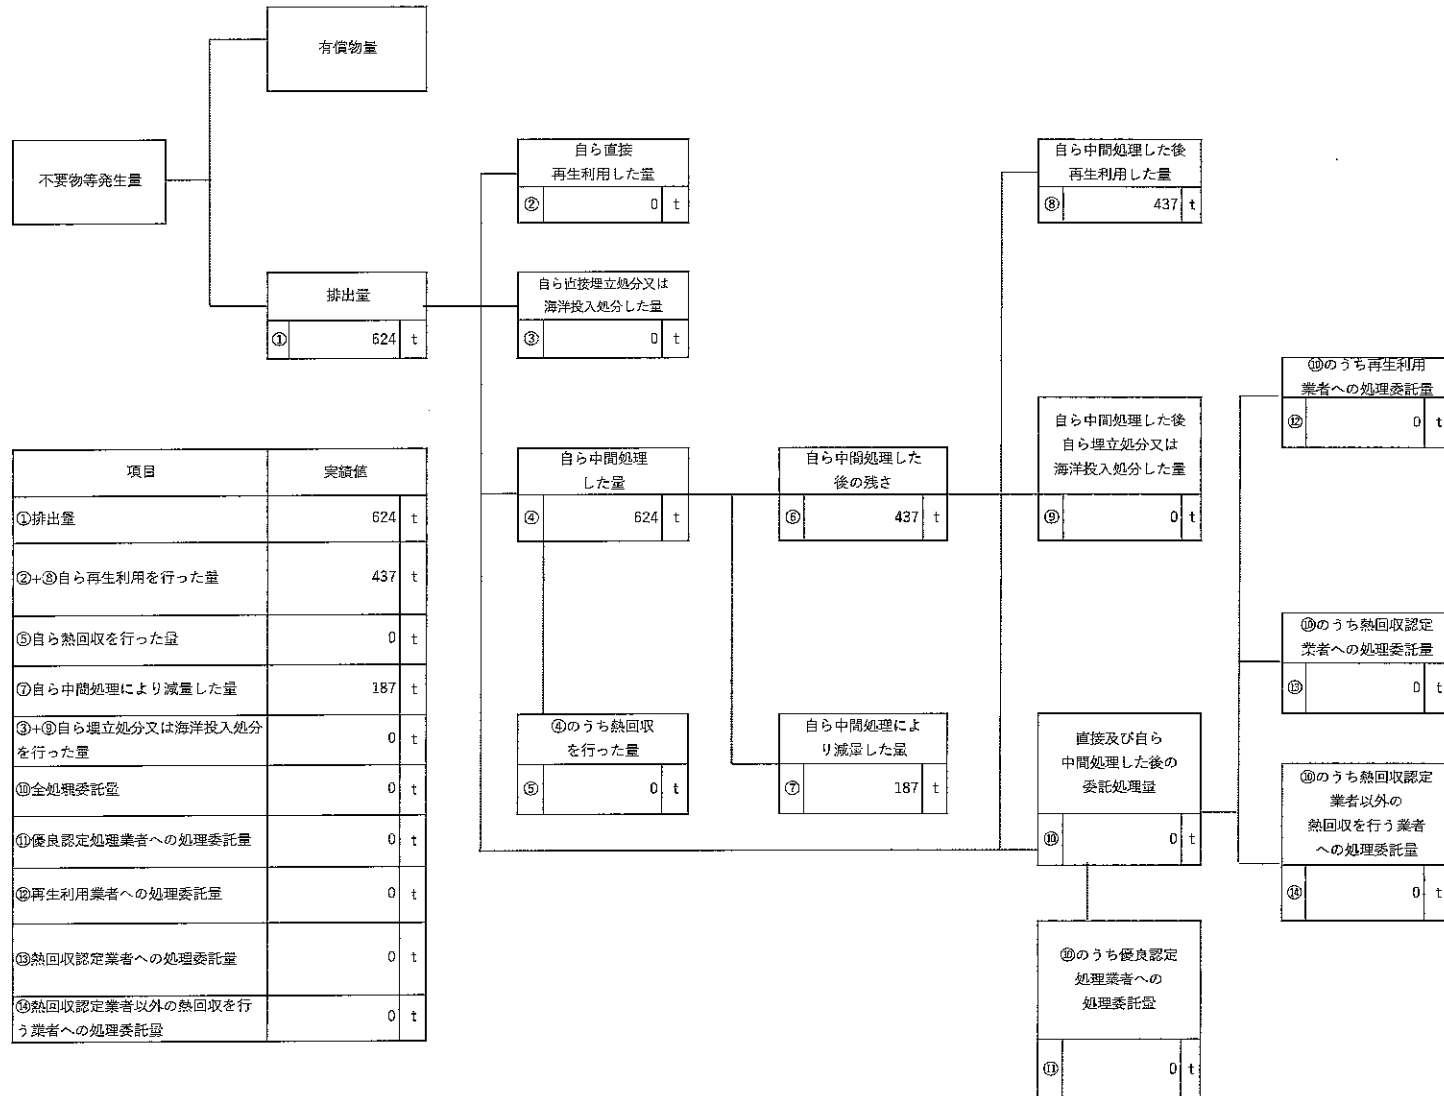 有償物量
不要物等発生量
排出量
① 624 t
自ら直接
再生利用した量
② 0 t
自ら直接埋立処分又は
海洋投入処分した量
③ 0 t
自ら中間処理
した量
④ 624 t
④のうち熱回収
を行った量
⑤ 0 t
自ら中間処理した
後の残さ
⑥ 437 t
自ら中間処理によ
り減量した量
⑦ 187 t
自ら中間処理した後
再生利用した量
⑧ 437 t
自ら中間処理した後
自ら埋立処分又は
海洋投入処分した量
⑨ 0 t
直接及び自ら
中間処理した後の
委託処理量
⑩ 0 t
⑩のうち優良認定
処理業者への
処理委託量
⑪ 0 t
⑩のうち再生利用
業者への処理委託量
⑫ 0 t
⑩のうち熱回収認定
業者への処理委託量
⑬ 0 t
⑩のうち熱回収認定
業者以外の
熱回収を行う業者
への処理委託量
⑭ 0 t
項目 実績値
①排出量 624 t
②+⑧自ら再生利用を行った量 437 t
⑤自ら熱回収を行った量 0 t
⑦自ら中間処理により減量した量 187 t
③+⑨自ら埋立処分又は海洋投入処分
を行った量 0 t
⑩全処理委託量 0 t
⑪優良認定処理業者への処理委託量 0 t
⑫再生利用業者への処理委託量 0 t
⑬熱回収認定業者への処理委託量 0 t
⑭熱回収認定業者以外の熱回収を行
う業者への処理委託量 0 t